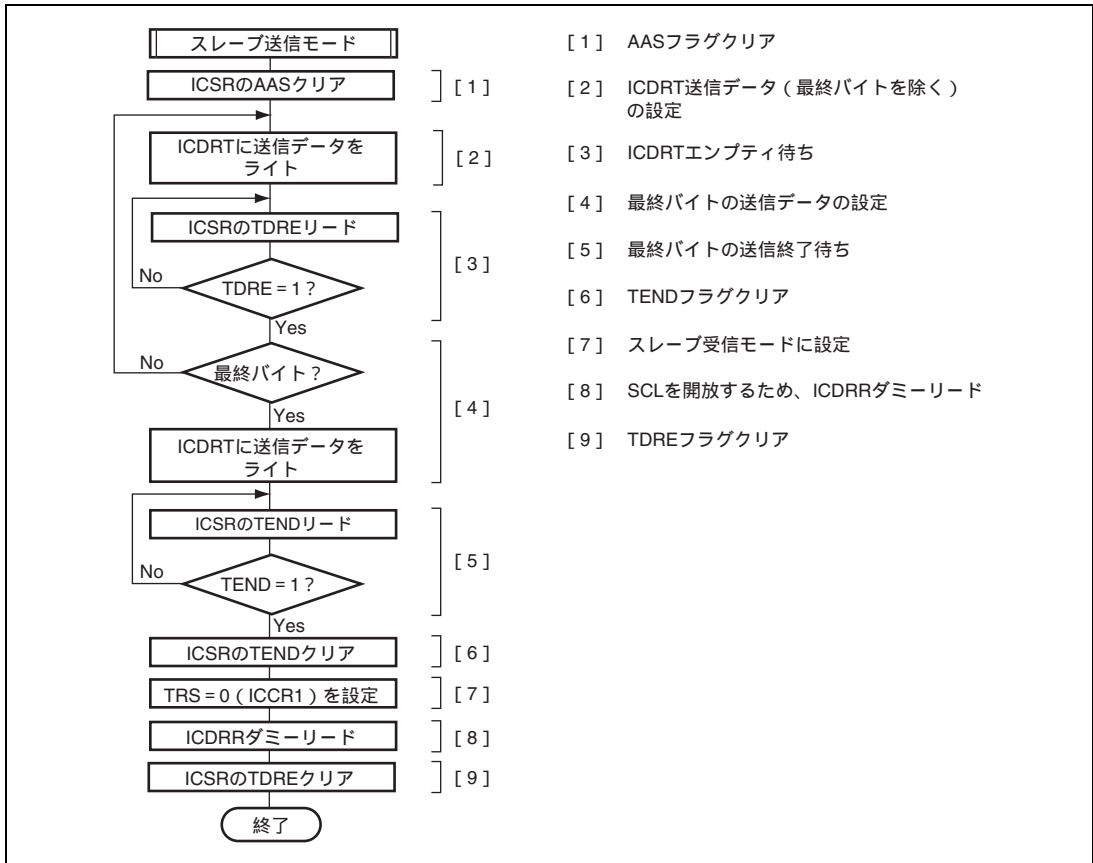 スレーブ送信モード
ICSRのAASクリア
[1]
ICDRTに送信データを
ライト
[2]
ICSRのTDREリード
[3]
No
TDRE = 1?
Yes
No
最終バイト?
[4]
Yes
ICDRTに送信データを
ライト
ICSRのTENDリード
[5]
No
TEND = 1?
Yes
ICSRのTENDクリア
[6]
TRS = 0(ICCR1)を設定
[7]
ICDRRダミーリード
[8]
ICSRのTDREクリア
[9]
終了
[1] AASフラグクリア
[2] ICDRT送信データ(最終バイトを除く)
の設定
[3] ICDRTエンプティ待ち
[4] 最終バイトの送信データの設定
[5] 最終バイトの送信終了待ち
[6] TENDフラグクリア
[7] スレーブ受信モードに設定
[8] SCLを開放するため、ICDRRダミーリード
[9] TDREフラグクリア